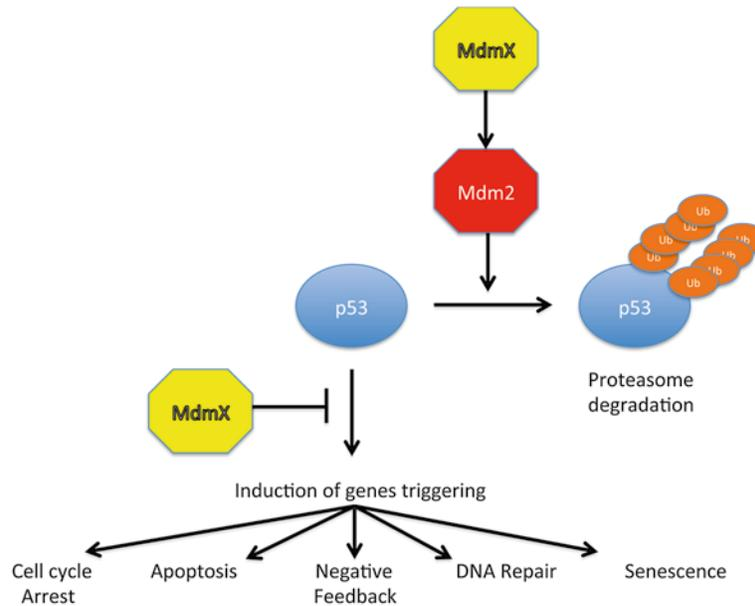 MdmX
Mdm2
Ub
Ub
Ub
Ub
Ub
Ub
Ub
Ub
p53
p53
Proteasome
degradation
MdmX
Induction of genes triggering
Cell cycle
Arrest
Apoptosis
Negative
Feedback
DNA Repair
Senescence